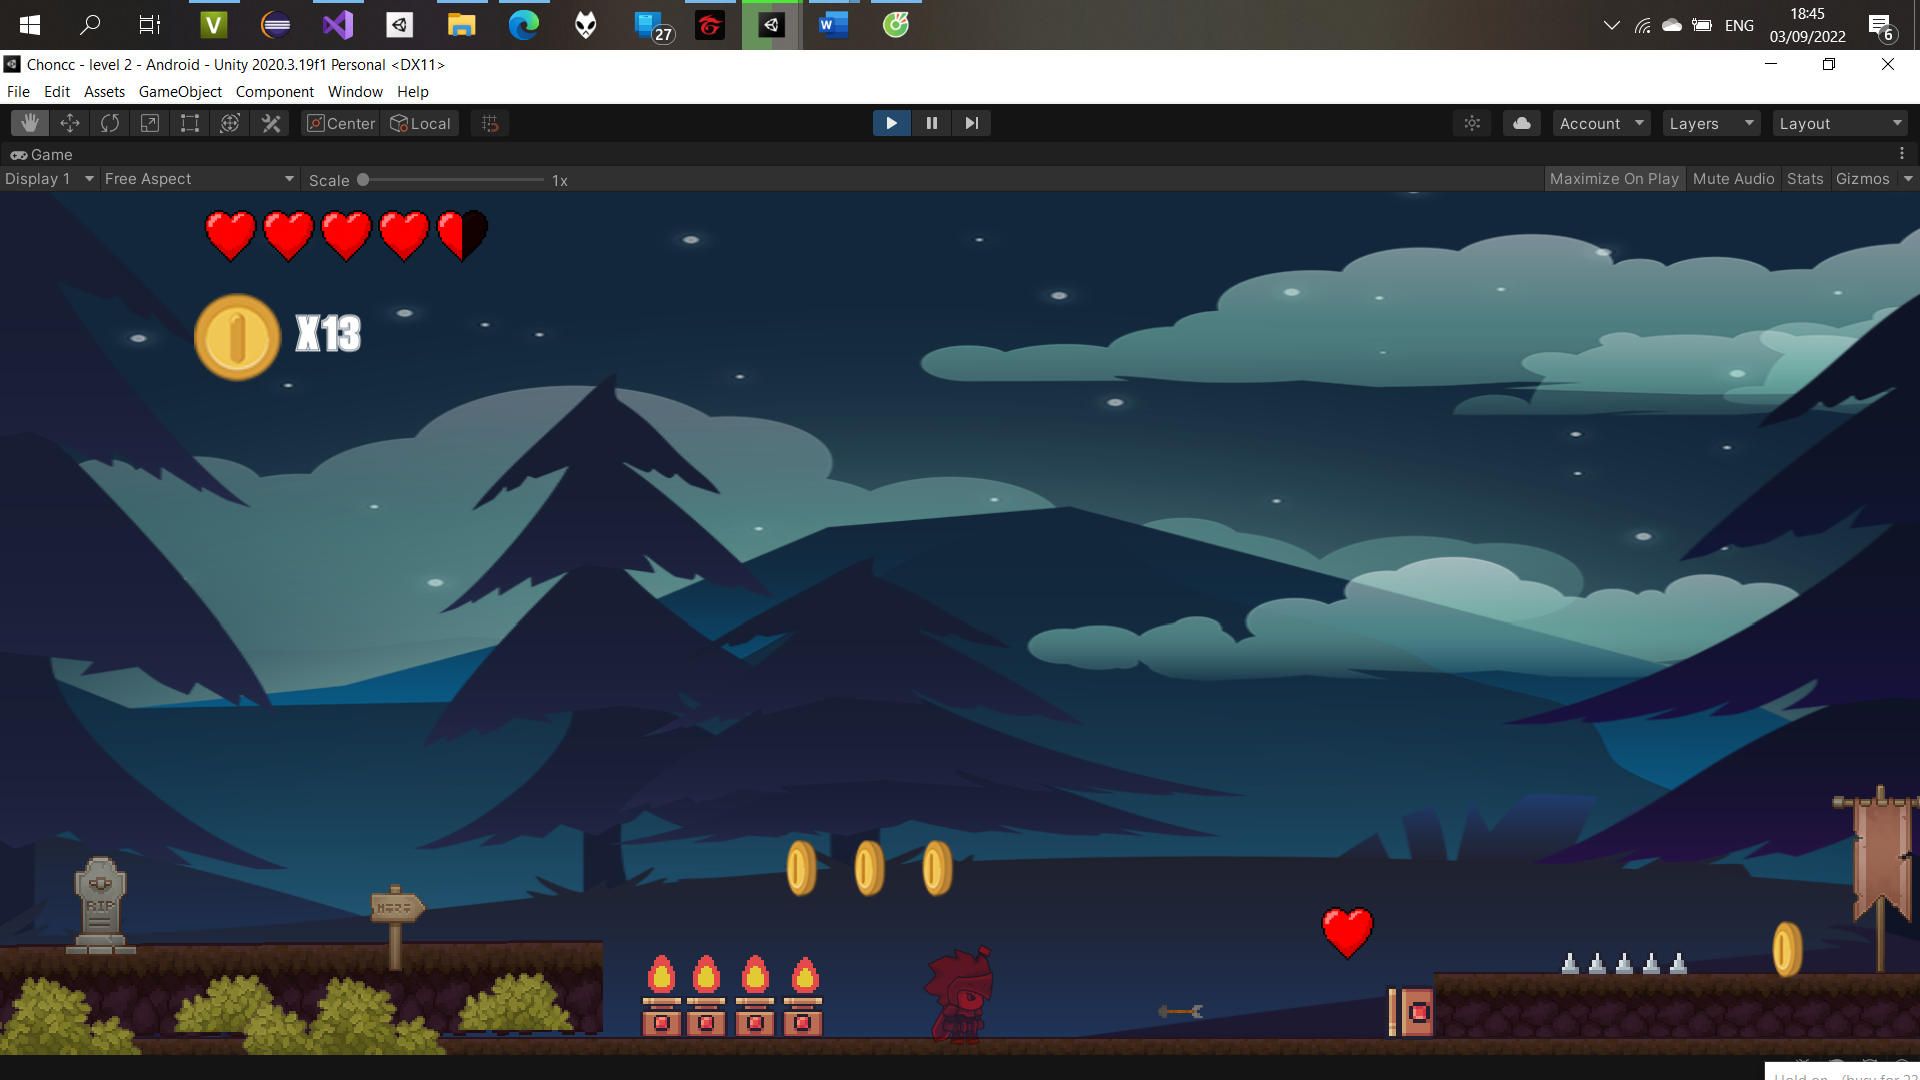 27
18:45
ENG
03/09/2022
6
Choncc - level 2 - Android - Unity 2020.3.19f1 Personal <DX11>
File Edit Assets GameObject Component Window Help
Center Local
Account Layers Layout
Game
Display 1 Free Aspect Scale 1x Maximize On Play Mute Audio Stats Gizmos
X13
RIP